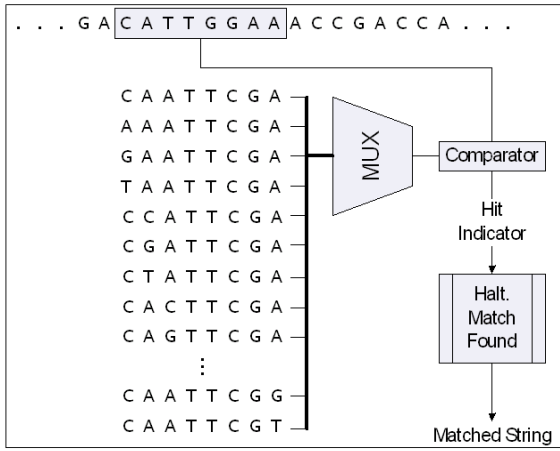 . . . G A C A T T G G A A A C C G A C C A . . .
C A A T T C G A
A A A T T C G A
G A A T T C G A
T A A T T C G A
C C A T T C G A
C G A T T C G A
C T A T T C G A
C A C T T C G A
C A G T T C G A
⋮
C A A T T C G G
C A A T T C G T
MUX
Comparator
Hit
Indicator
Halt.
Match
Found
Matched String